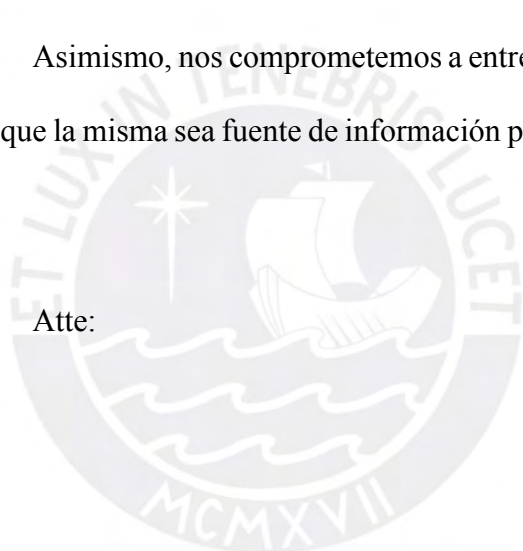 Asimismo, nos comprometemos a entre
que la misma sea fuente de información p
Atte:
ET LUX IN TENEBRIS LUCET
MCMXVII